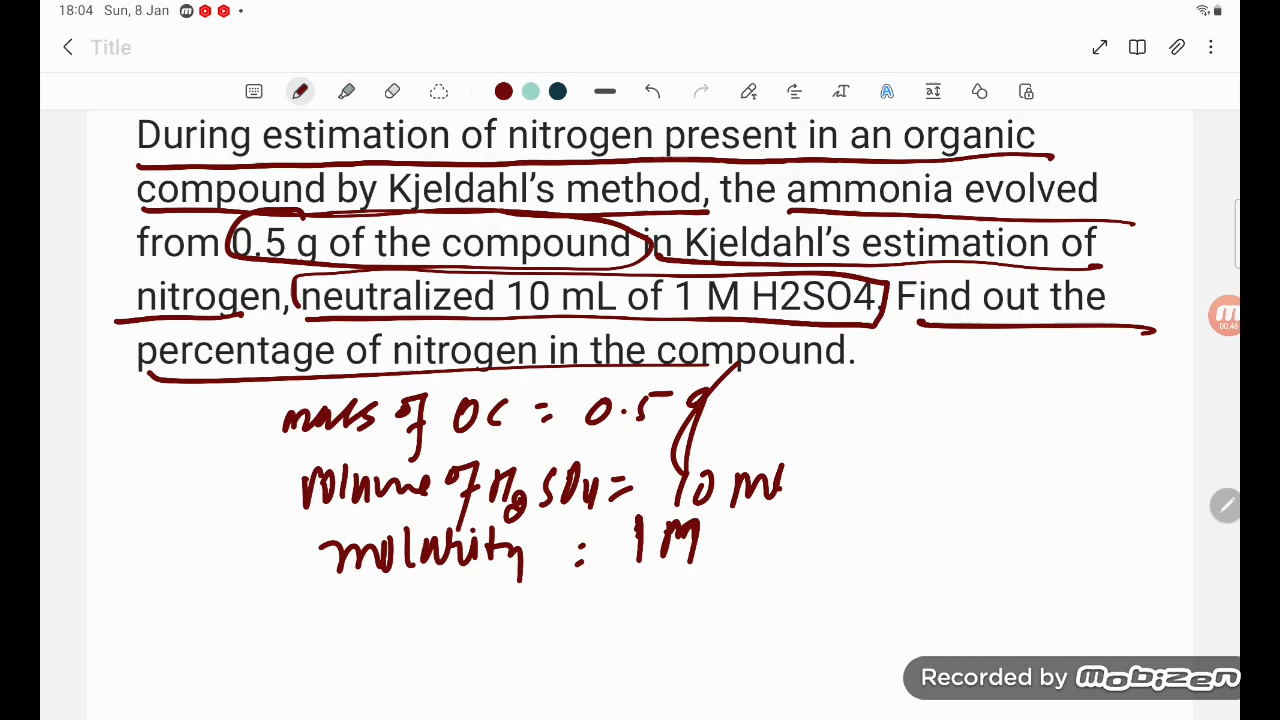 18:04 Sun, 8 Jan
Title
During estimation of nitrogen present in an organic
compound by Kjeldahl's method, the ammonia evolved
from 0.5 g of the compound in Kjeldahl's estimation of
nitrogen, neutralized 10 mL of 1 M H2SO4. Find out the
percentage of nitrogen in the compound.
mass of OC = 0.5 g
volume of H2SO4 = 10 ml
molarity = 1 M
00:46
Recorded by mobizen